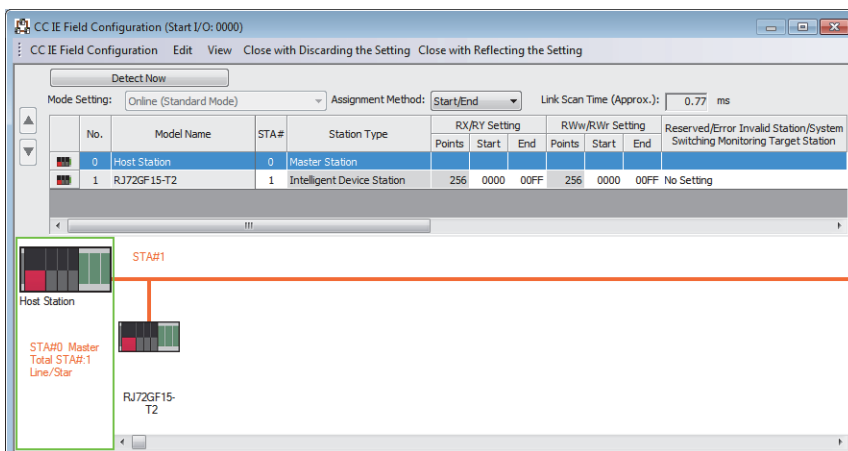 CC IE Field Configuration (Start I/O: 0000)
CC IE Field Configuration Edit View Close with Discarding the Setting Close with Reflecting the Setting
Detect Now
Mode Setting: Online (Standard Mode) Assignment Method: Start/End Link Scan Time (Approx.): 0.77 ms
No. Model Name STA# Station Type RX/RY Setting RWw/RWr Setting Reserved/Error Invalid Station/System
Switching Monitoring Target Station
Points Start End Points Start End
0 Host Station 0 Master Station
1 RJ72GF15-T2 1 Intelligent Device Station 256 0000 00FF 256 0000 00FF No Setting
STA#1
Host Station
STA#0 Master
Total STA#:1
Line/Star
RJ72GF15-
T2